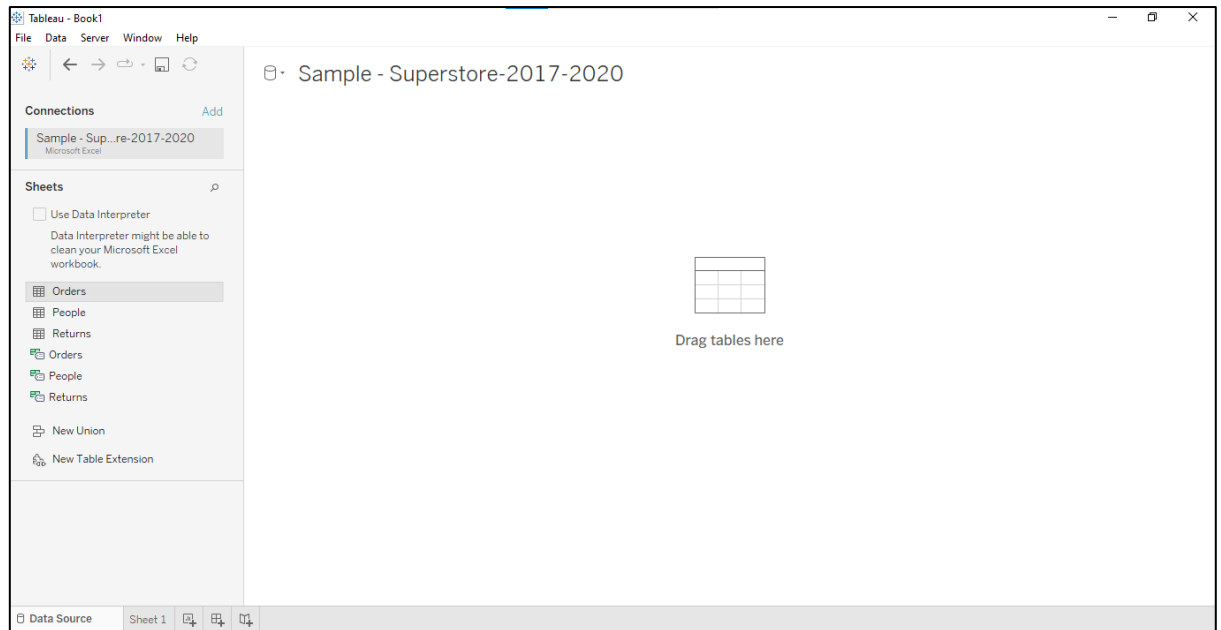 Tableau - Book1
File Data Server Window Help
Sample - Superstore-2017-2020
Connections Add
Sample - Sup...re-2017-2020
Microsoft Excel
Sheets
Use Data Interpreter
Data Interpreter might be able to
clean your Microsoft Excel
workbook.
Orders
People
Returns
Orders
People
Returns
New Union
New Table Extension
Drag tables here
Data Source Sheet 1